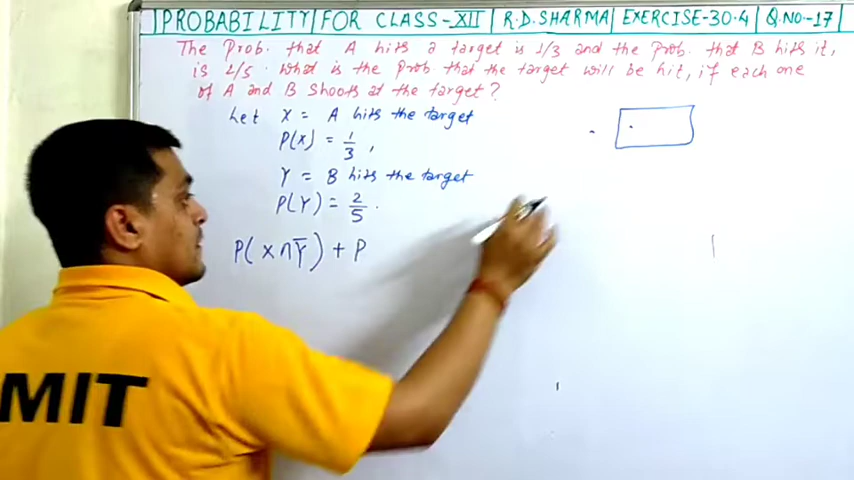 PROBABILITY FOR CLASS-XII R.D. SHARMA EXERCISE-30.4 Q.NO-17
The Prob. that A hits a target is 1/3 and the prob. that B hits it,
is 2/5. what is the prob that the target will be hit, if each one
of A and B shoots at the target?
Let X = A hits the target
P(X) = 1/3 ,
Y = B hits the target
P(Y) = 2/5 .
P(X∩Y̅) + P
MIT